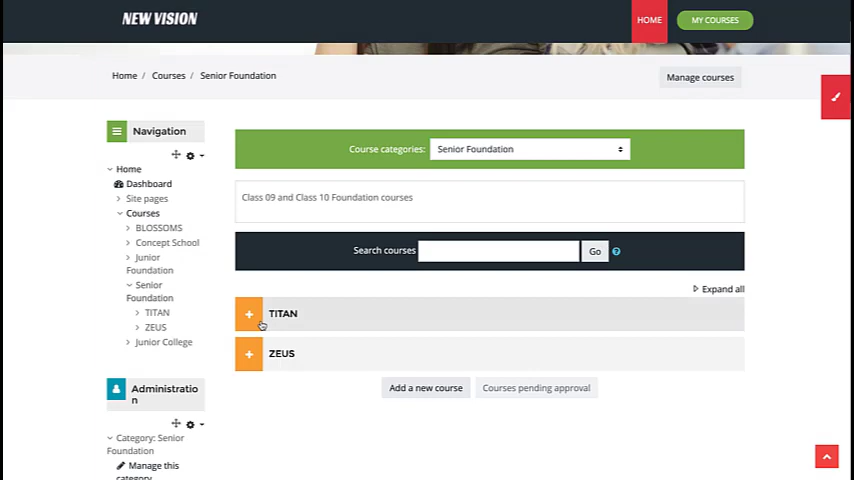 NEW VISION
HOME
MY COURSES
Home / Courses / Senior Foundation
Manage courses
Navigation
Home
Dashboard
Site pages
Courses
BLOSSOMS
Concept School
Junior
Foundation
Senior
Foundation
TITAN
ZEUS
Junior College
Administratio
n
Category: Senior
Foundation
Manage this
category
Course categories: Senior Foundation
Class 09 and Class 10 Foundation courses
Search courses Go
Expand all
TITAN
ZEUS
Add a new course
Courses pending approval